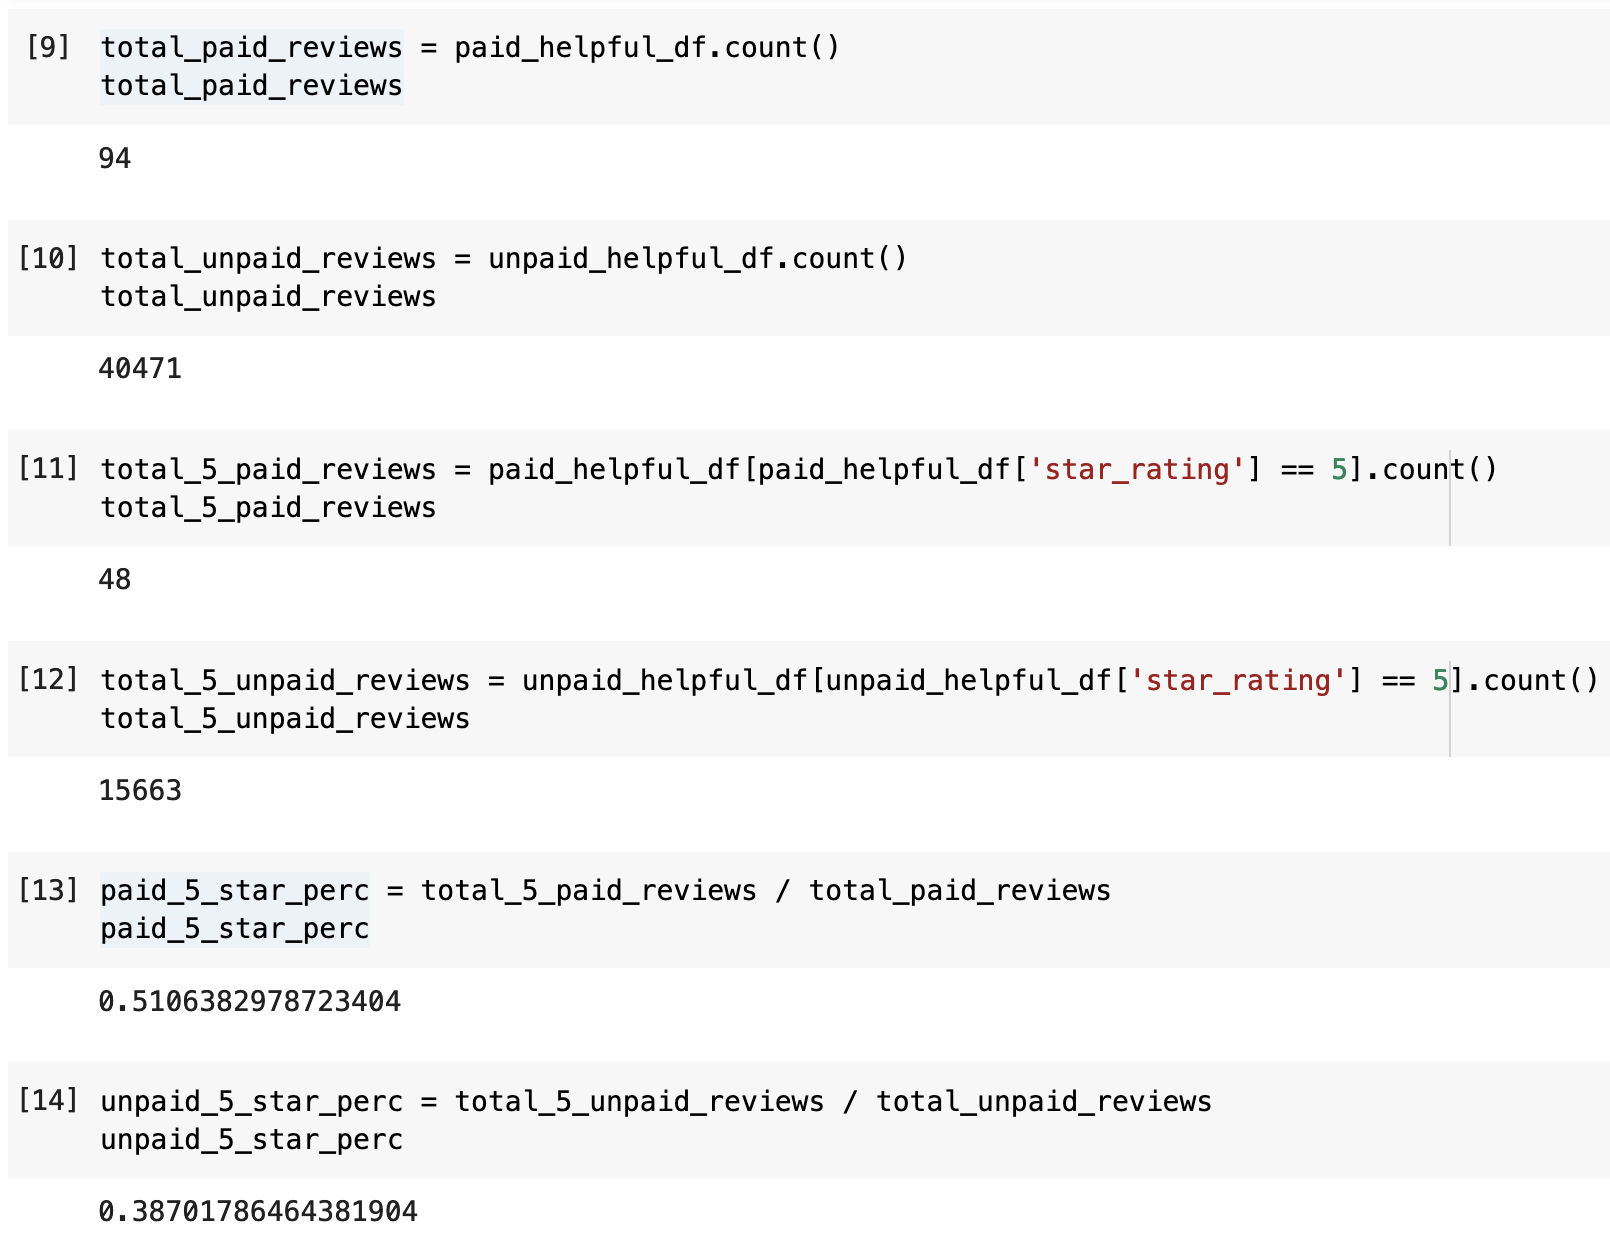 [9] total_paid_reviews = paid_helpful_df.count()
total_paid_reviews
94
[10] total_unpaid_reviews = unpaid_helpful_df.count()
total_unpaid_reviews
40471
[11] total_5_paid_reviews = paid_helpful_df[paid_helpful_df['star_rating'] == 5].count()
total_5_paid_reviews
48
[12] total_5_unpaid_reviews = unpaid_helpful_df[unpaid_helpful_df['star_rating'] == 5].count()
total_5_unpaid_reviews
15663
[13] paid_5_star_perc = total_5_paid_reviews / total_paid_reviews
paid_5_star_perc
0.5106382978723404
[14] unpaid_5_star_perc = total_5_unpaid_reviews / total_unpaid_reviews
unpaid_5_star_perc
0.38701786464381904